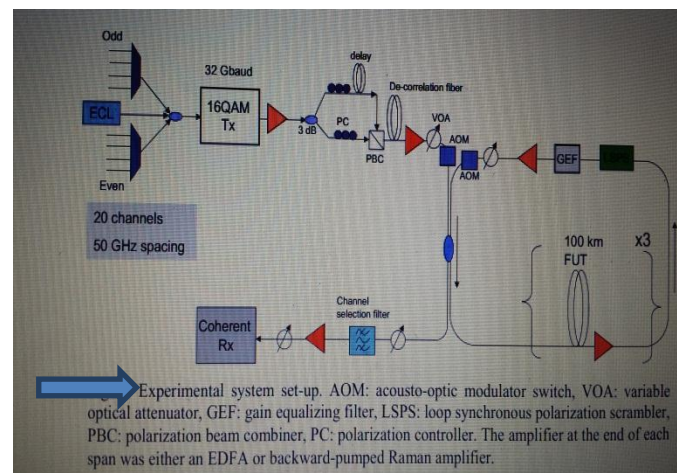 Odd
delay
32 Gbaud
De-correlation fiber
ECL
16QAM
Tx
PC
VOA
AOM
3 dB
PBC
AOM
GEF
LSPS
Even
20 channels
50 GHz spacing
100 km
x3
FUT
Channel
selection filter
Coherent
Rx
Experimental system set-up. AOM: acousto-optic modulator switch, VOA: variable
optical attenuator, GEF: gain equalizing filter, LSPS: loop synchronous polarization scrambler,
PBC: polarization beam combiner, PC: polarization controller. The amplifier at the end of each
span was either an EDFA or backward-pumped Raman amplifier.